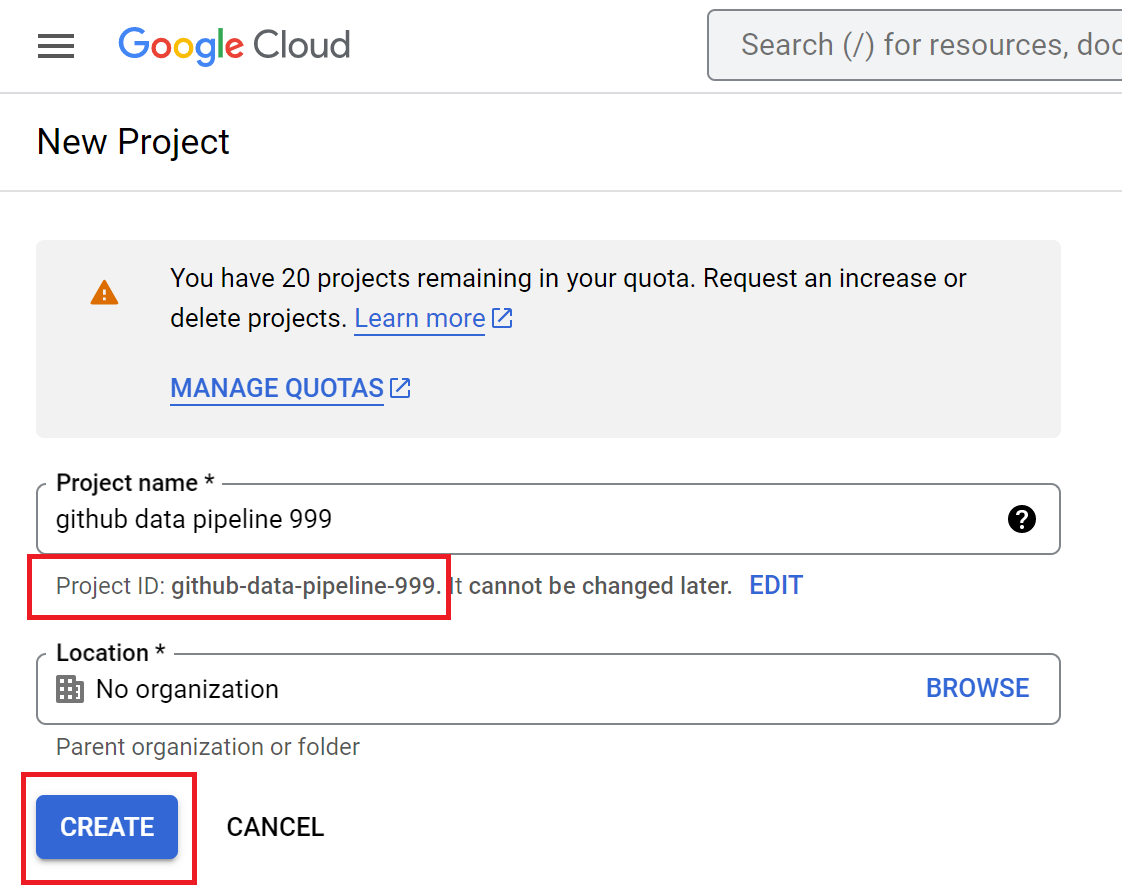 Google Cloud
Search (/) for resources, doc
New Project
You have 20 projects remaining in your quota. Request an increase or
delete projects. Learn more
MANAGE QUOTAS
Project name *
github data pipeline 999
Project ID: github-data-pipeline-999. It cannot be changed later. EDIT
Location *
No organization BROWSE
Parent organization or folder
CREATE CANCEL